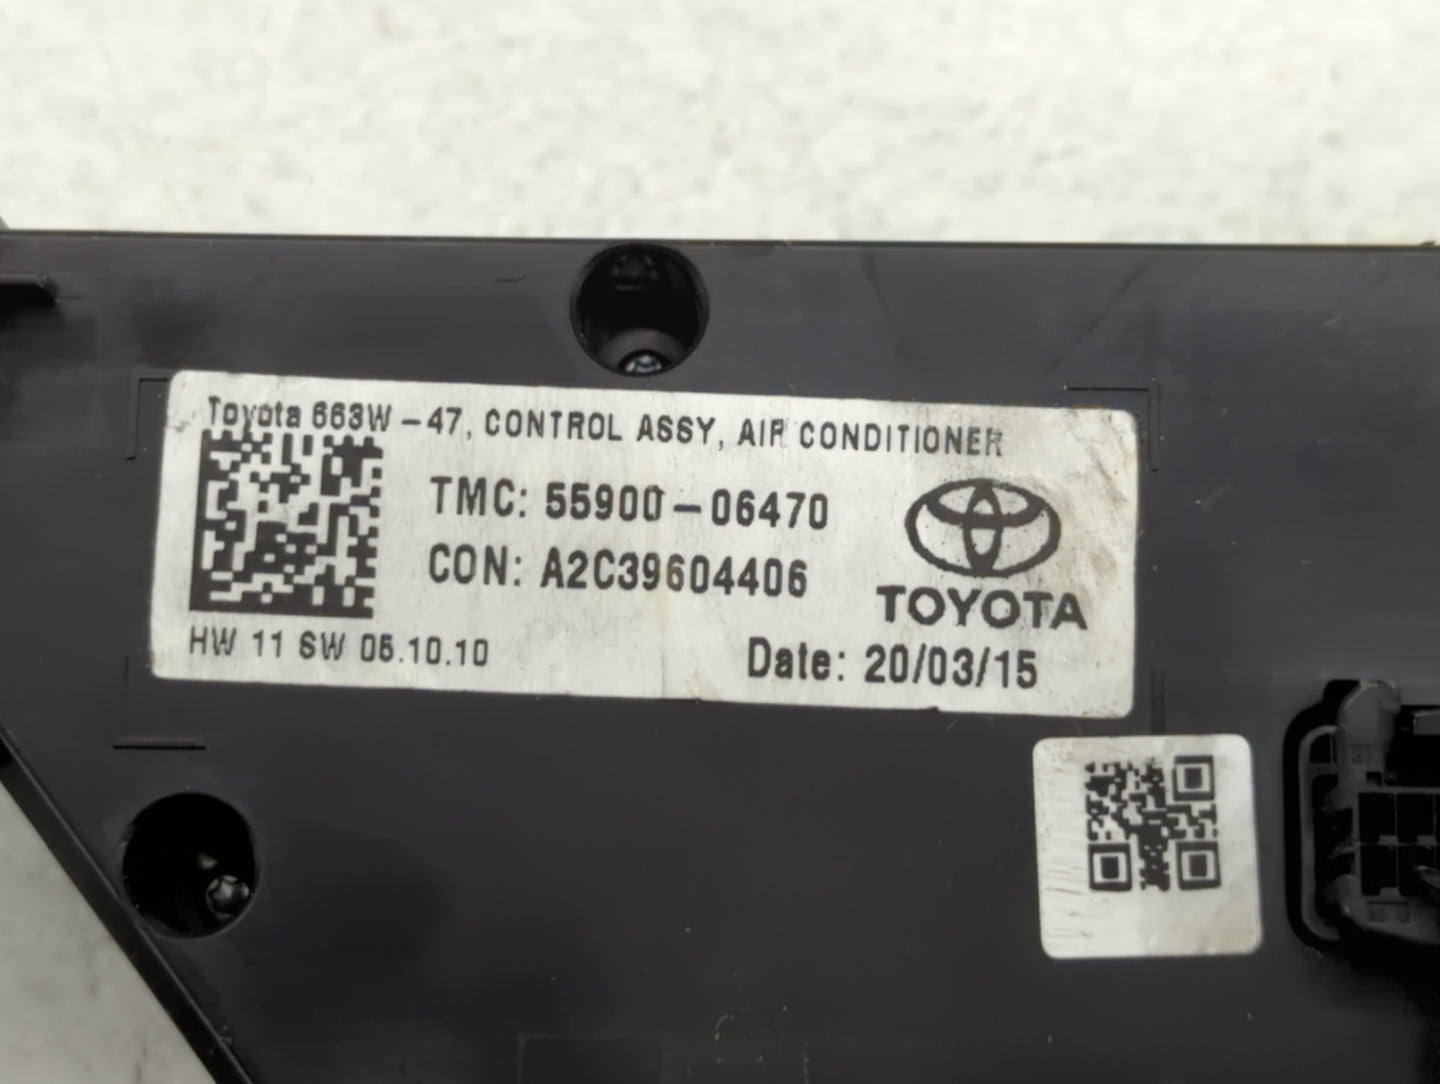 Toyota 663W-47, CONTROL ASSY, AIR CONDITIONER
TMC: 55900-06470
CON: A2C39604406
TOYOTA
HW 11 SW 05.10.10
Date: 20/03/15